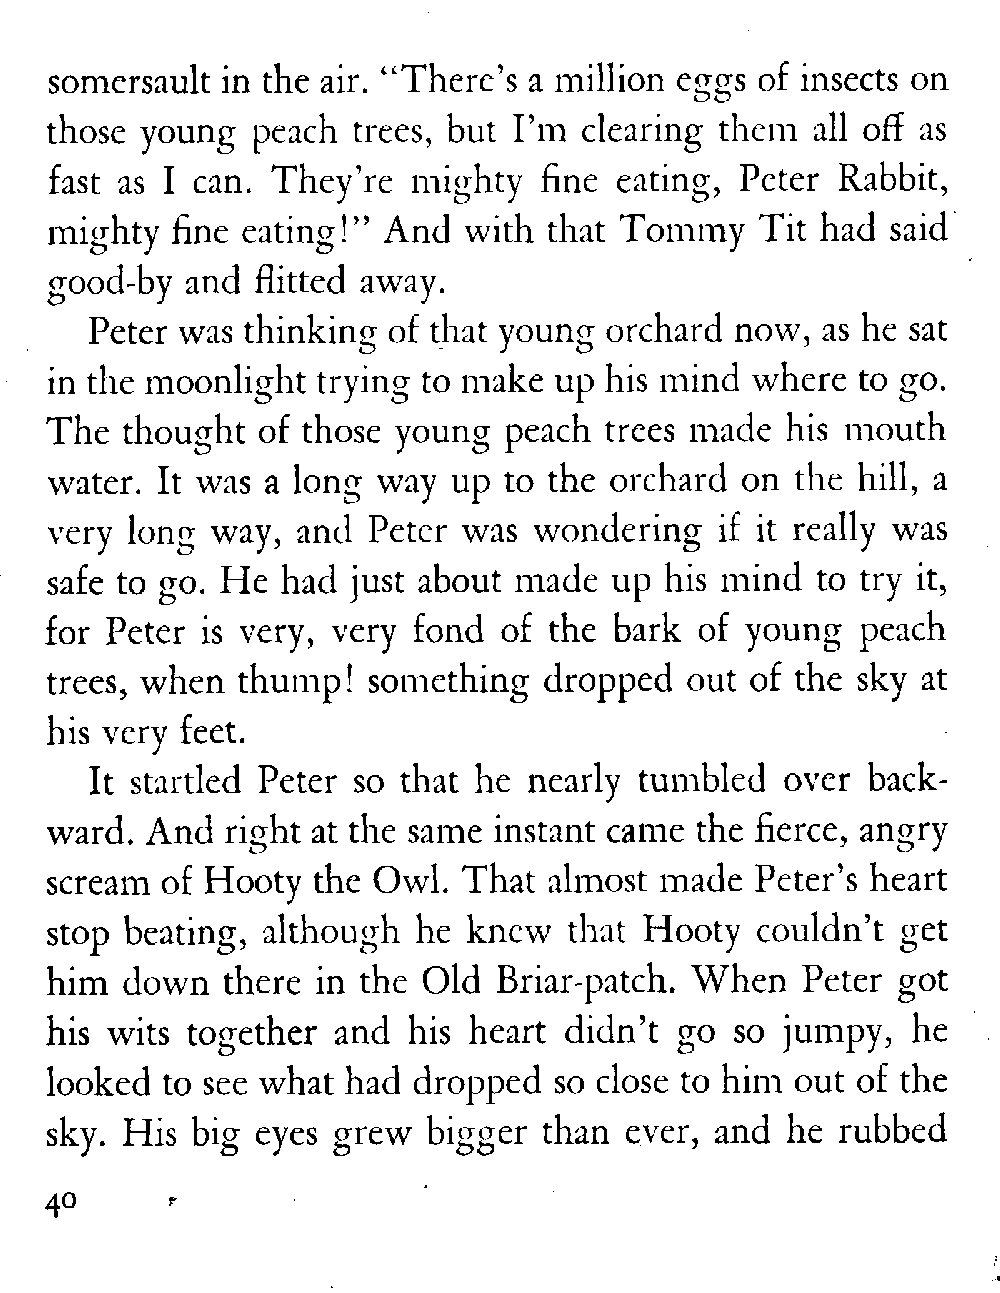 somersault in the air. “There’s a million eggs of insects on
those young peach trees, but I’m clearing them all off as
fast as I can. They’re mighty fine eating, Peter Rabbit,
mighty fine eating!” And with that Tommy Tit had said
good-by and flitted away.
Peter was thinking of that young orchard now, as he sat
in the moonlight trying to make up his mind where to go.
The thought of those young peach trees made his mouth
water. It was a long way up to the orchard on the hill, a
very long way, and Peter was wondering if it really was
safe to go. He had just about made up his mind to try it,
for Peter is very, very fond of the bark of young peach
trees, when thump! something dropped out of the sky at
his very feet.
It startled Peter so that he nearly tumbled over back-
ward. And right at the same instant came the fierce, angry
scream of Hooty the Owl. That almost made Peter’s heart
stop beating, although he knew that Hooty couldn’t get
him down there in the Old Briar-patch. When Peter got
his wits together and his heart didn’t go so jumpy, he
looked to see what had dropped so close to him out of the
sky. His big eyes grew bigger than ever, and he rubbed
40